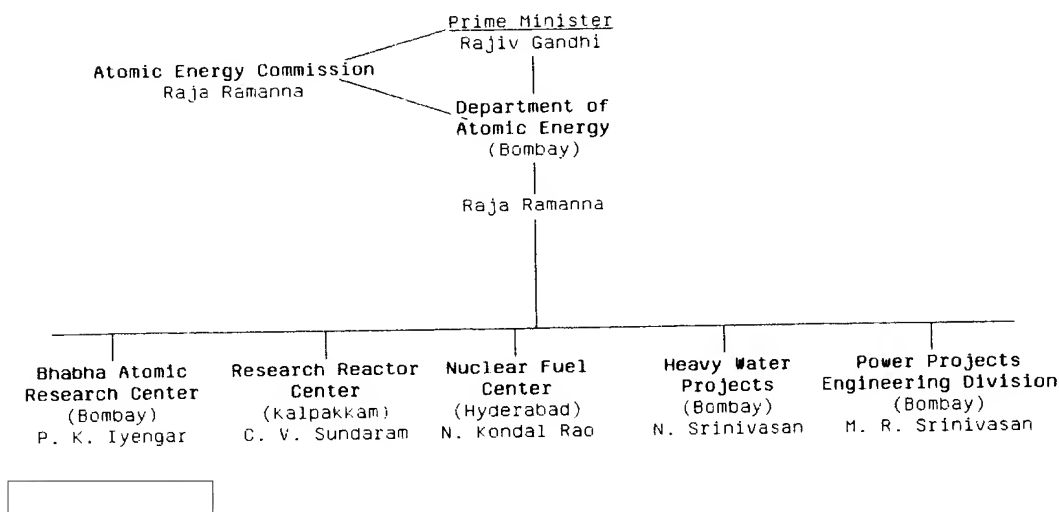 Prime Minister
Rajiv Gandhi
Atomic Energy Commission
Raja Ramanna
Department of
Atomic Energy
(Bombay)
Raja Ramanna
Bhabha Atomic
Research Center
(Bombay)
P. K. Iyengar
Research Reactor
Center
(Kalpakkam)
C. V. Sundaram
Nuclear Fuel
Center
(Hyderabad)
N. Kondal Rao
Heavy Water
Projects
(Bombay)
N. Srinivasan
Power Projects
Engineering Division
(Bombay)
M. R. Srinivasan